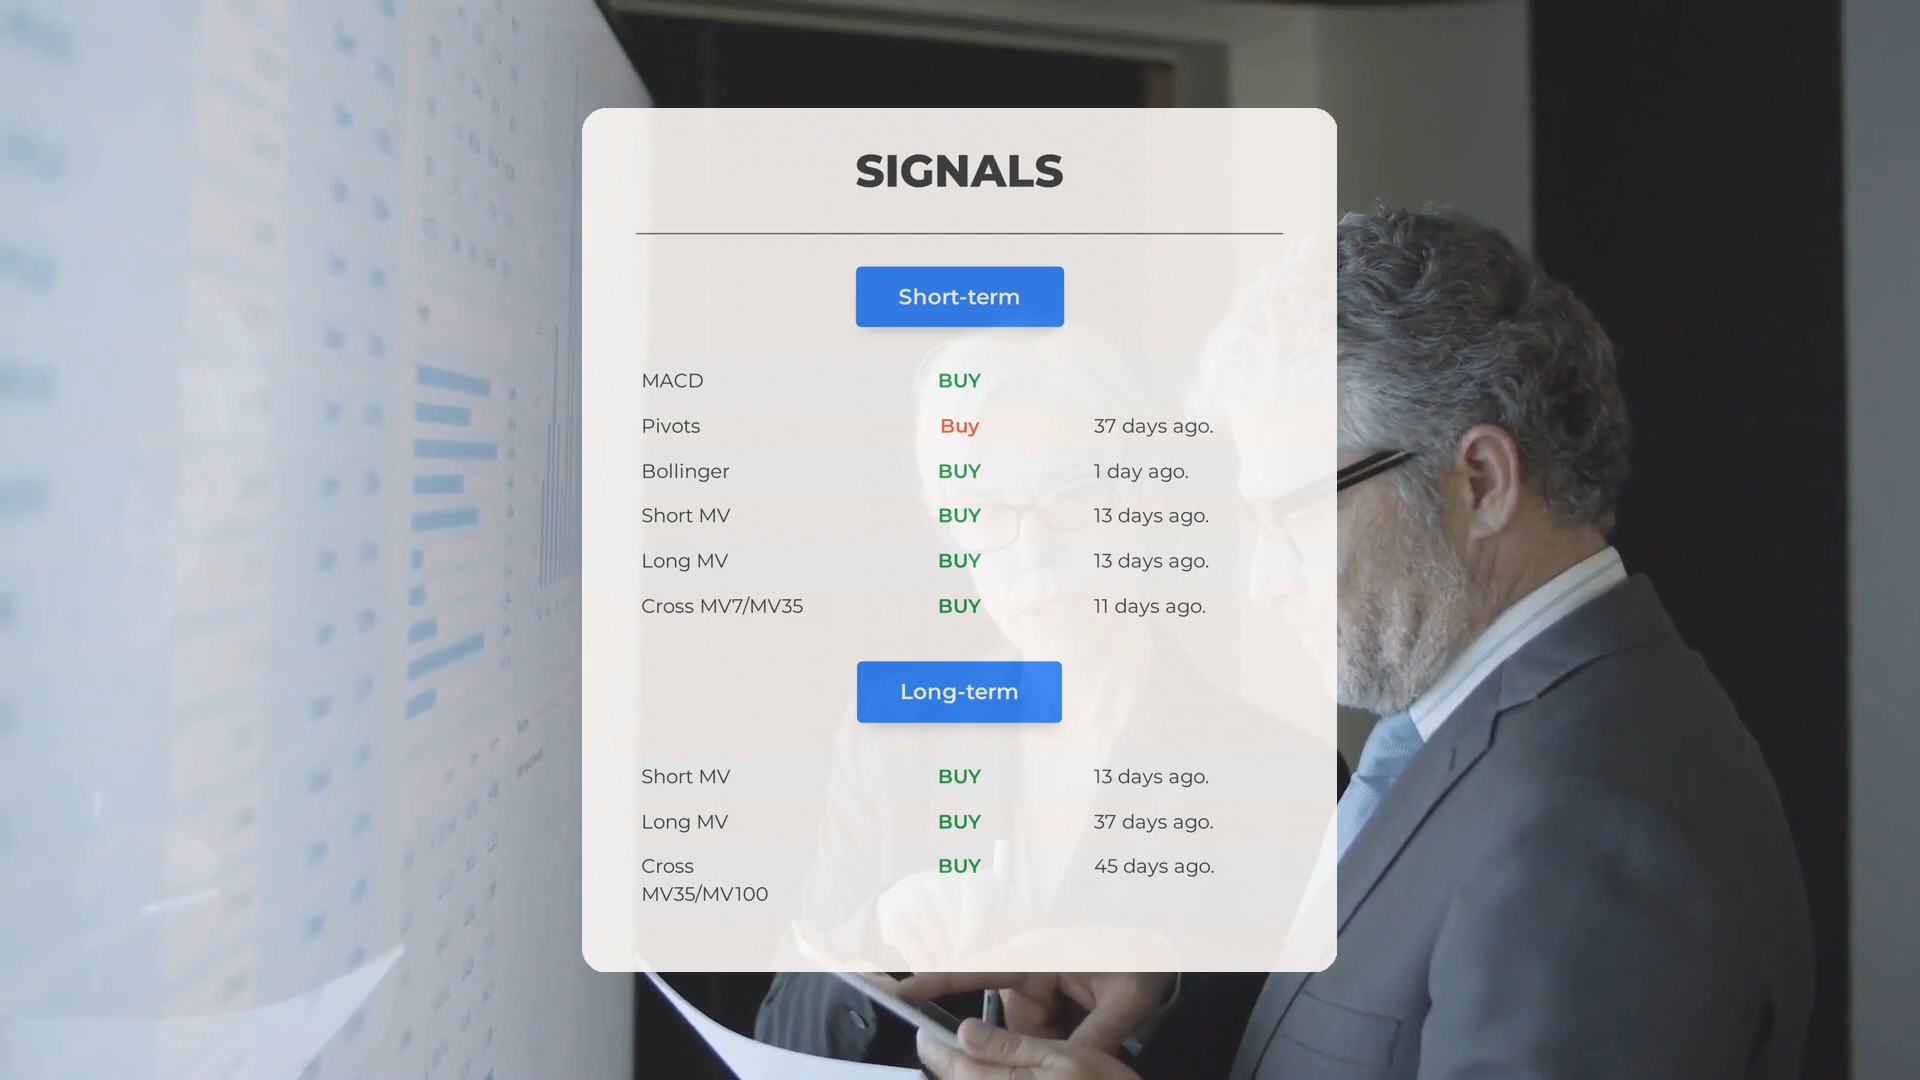 SIGNALS
Short-term
MACD BUY
Pivots Buy 37 days ago.
Bollinger BUY 1 day ago.
Short MV BUY 13 days ago.
Long MV BUY 13 days ago.
Cross MV7/MV35 BUY 11 days ago.
Long-term
Short MV BUY 13 days ago.
Long MV BUY 37 days ago.
Cross BUY 45 days ago.
MV35/MV100